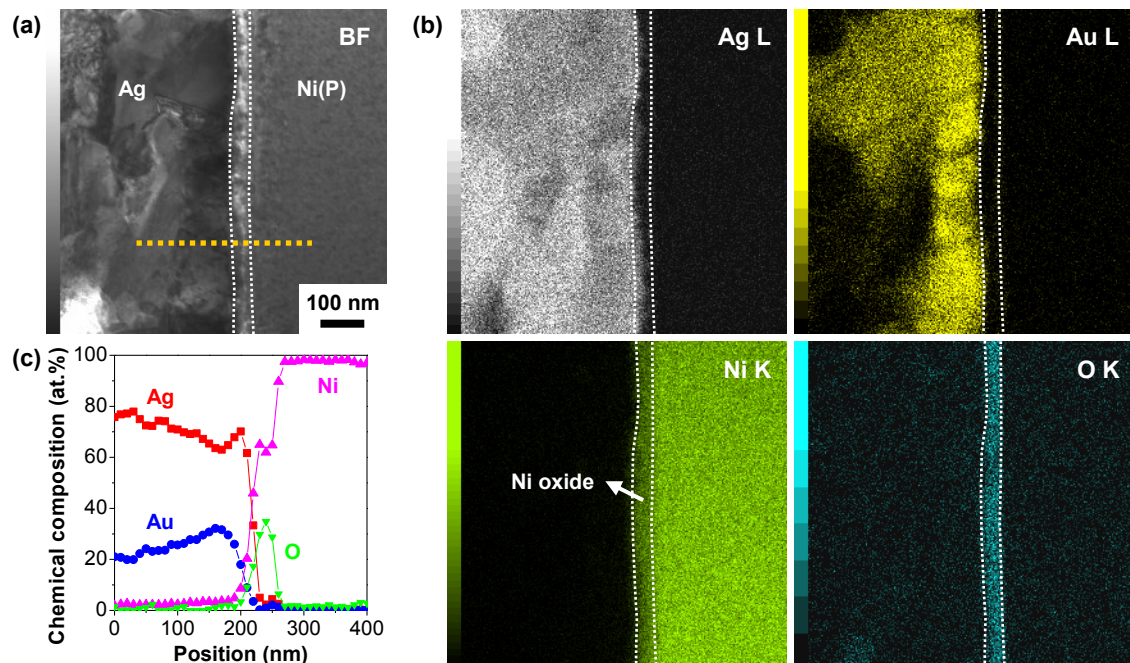 (a)
BF
Ag
Ni(P)
100 nm
(b)
Ag L
Au L
Ni K
Ni oxide
O K
(c)
Chemical composition (at.%)
100
80
60
40
20
0
Ag
Ni
Au
O
0 100 200 300 400
Position (nm)